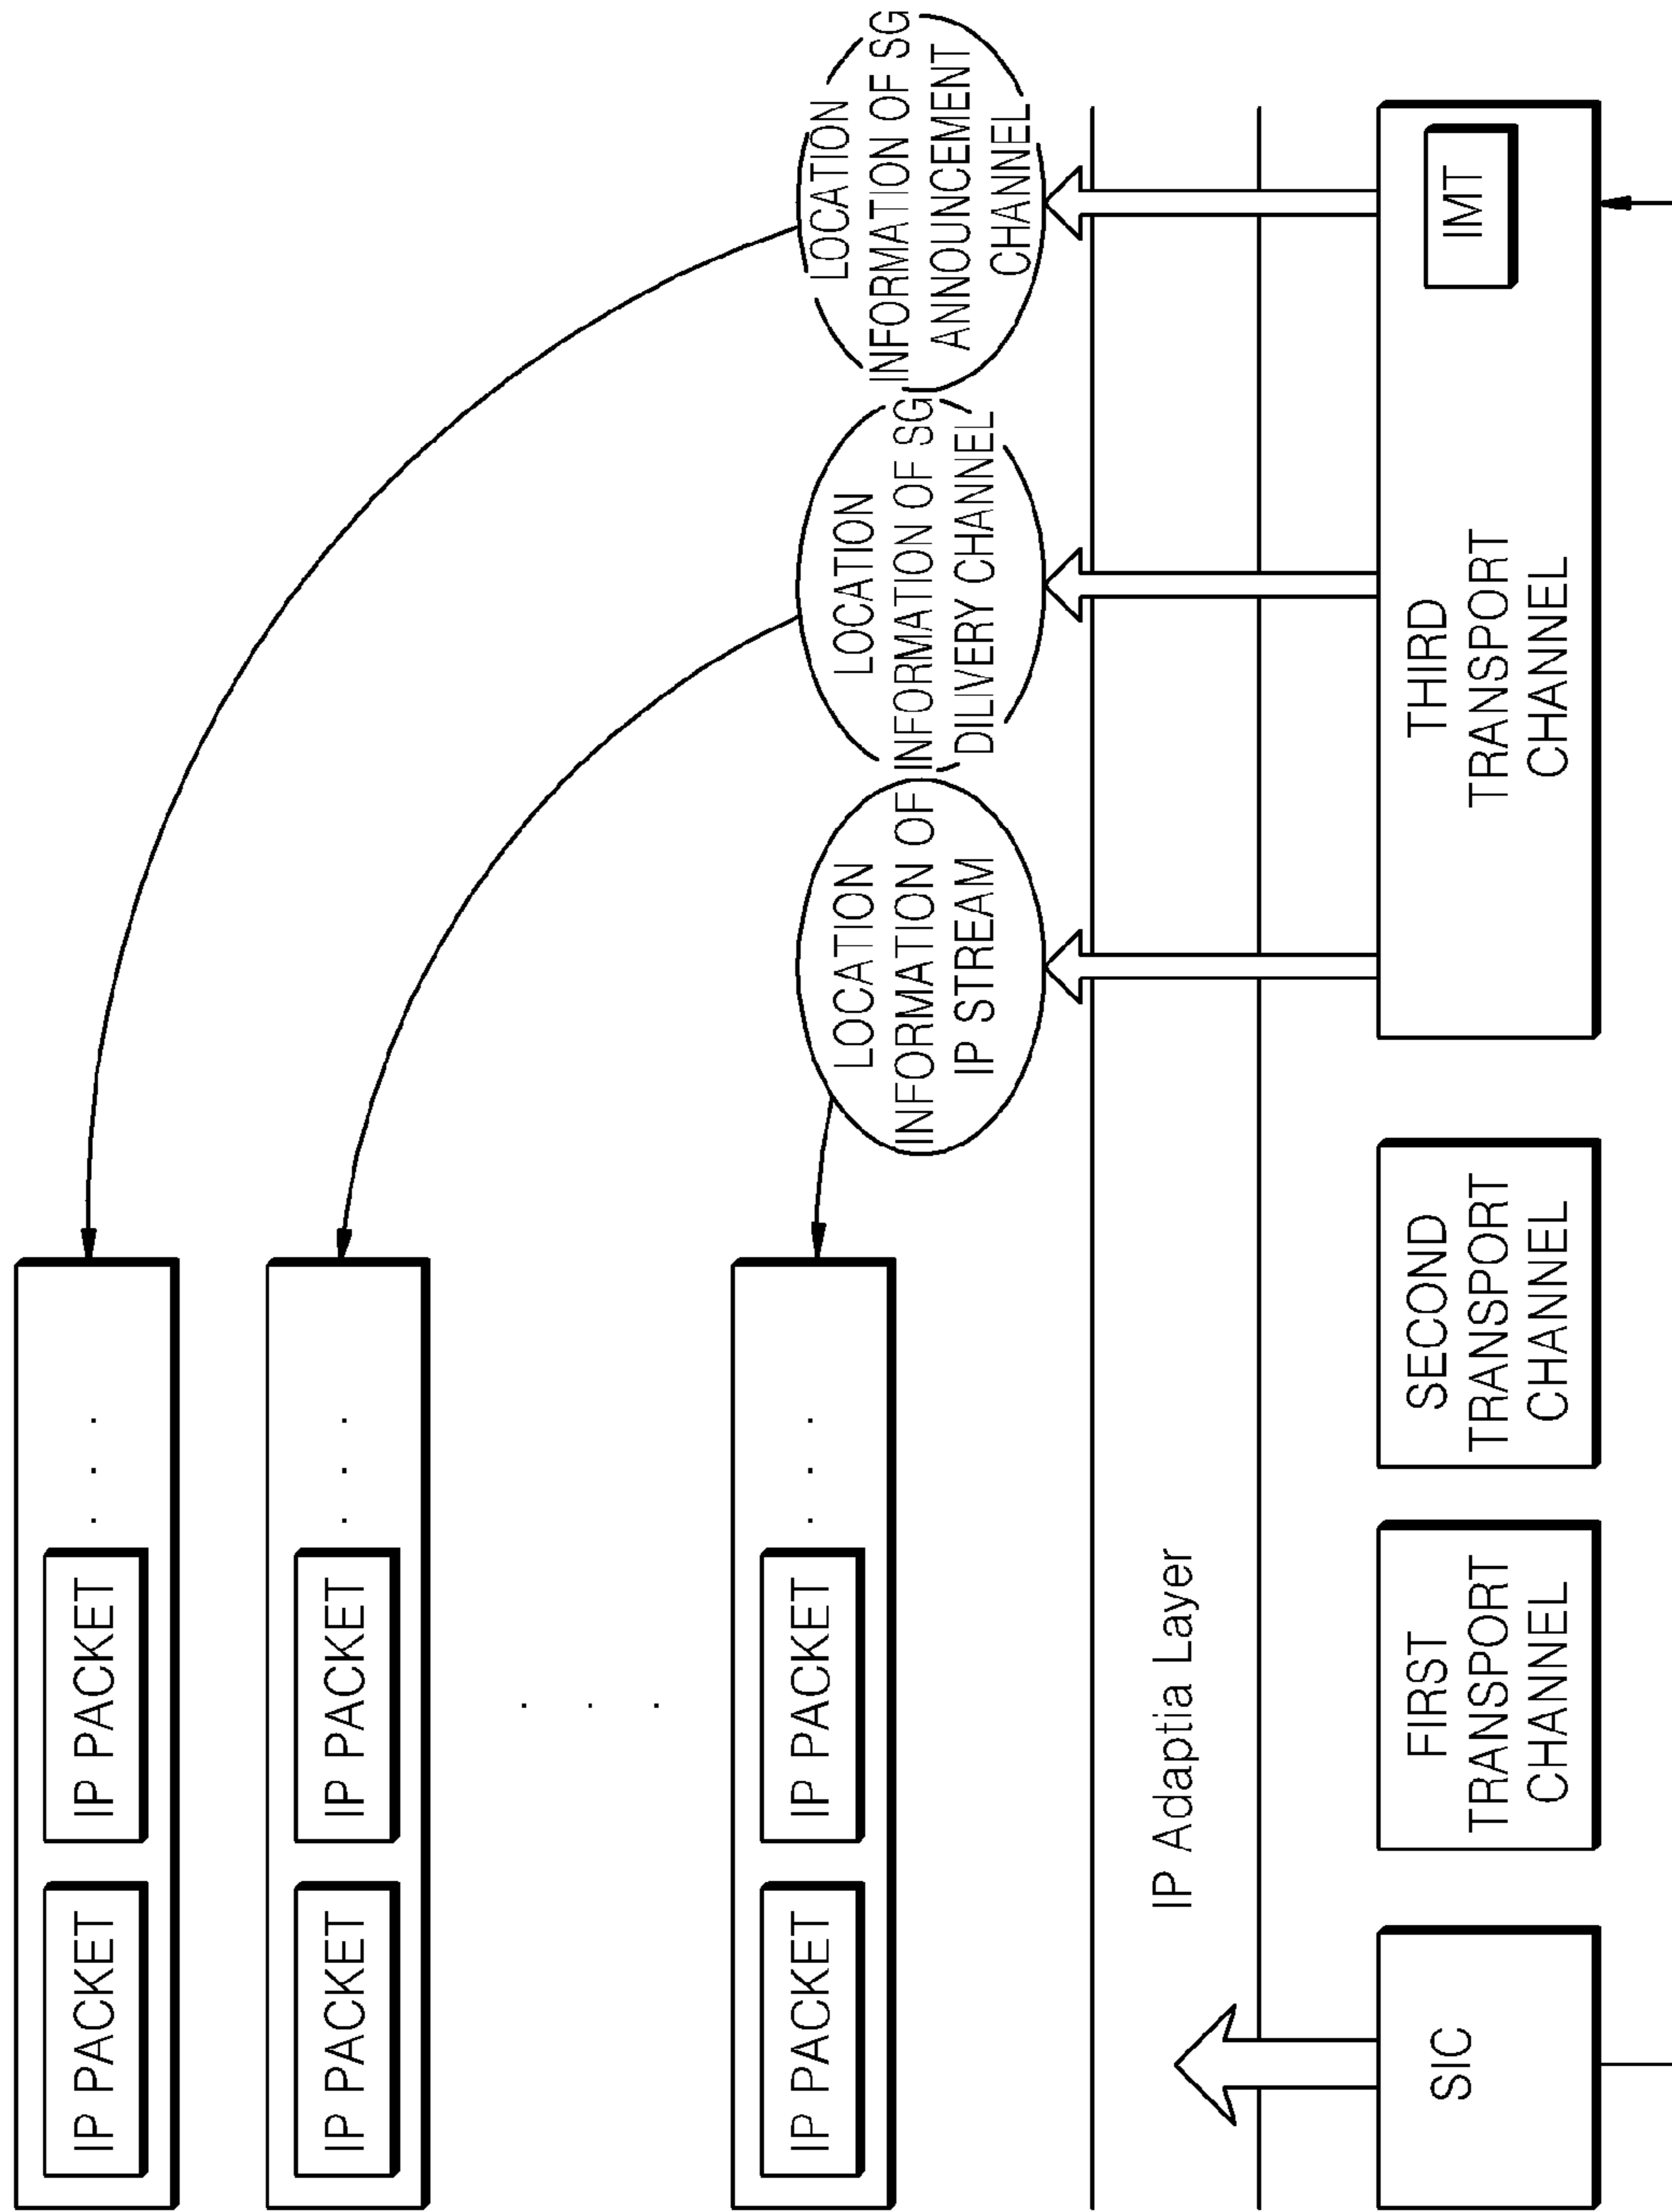 IP PACKET
IP PACKET
. . .
IP PACKET
IP PACKET
. . .
. . .
IP PACKET
IP PACKET
. . .
LOCATION
INFORMATION OF
IP STREAM
LOCATION
INFORMATION OF SG
DILIVERY CHANNEL
LOCATION
INFORMATION OF SG
ANNOUNCEMENT
CHANNEL
IP Adaptia Layer
SIC
FIRST
TRANSPORT
CHANNEL
SECOND
TRANSPORT
CHANNEL
THIRD
TRANSPORT
CHANNEL
IMT